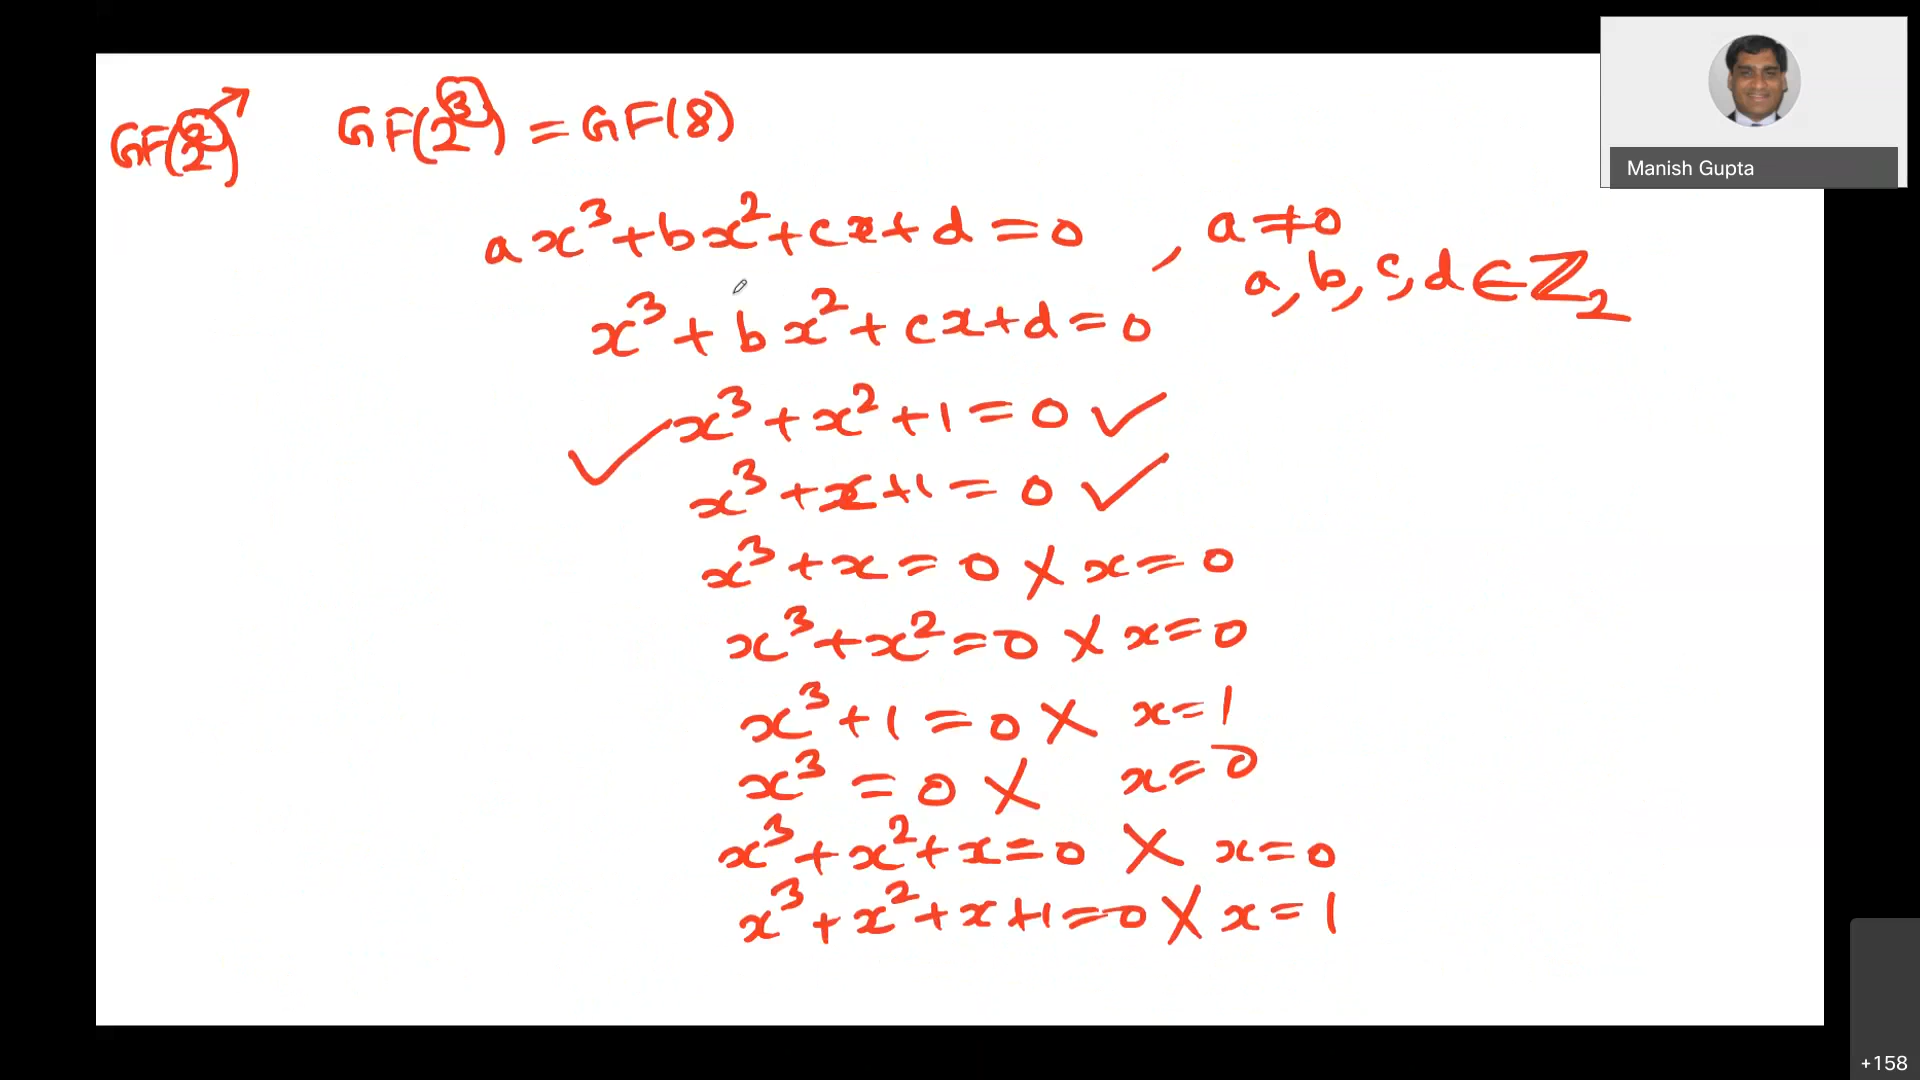 GF(2²)
GF(2³) = GF(8)
ax³+bx²+cx+d=0 , a≠0
a, b, c, d ∈ ℤ₂
x³+bx²+cx+d=0
✓ x³+x²+1=0 ✓
x³+x+1=0 ✓
x³+x=0 ✗ x=0
x³+x²=0 ✗ x=0
x³+1=0 ✗ x=1
x³=0 ✗ x=0
x³+x²+x=0 ✗ x=0
x³+x²+x+1=0 ✗ x=1
Manish Gupta
+158